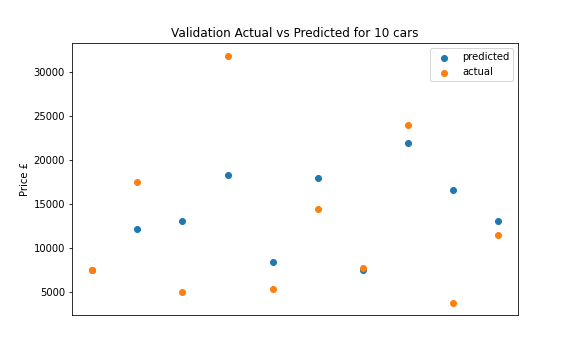 Validation Actual vs Predicted for 10 cars
predicted
actual
30000
25000
20000
15000
10000
5000
Price £